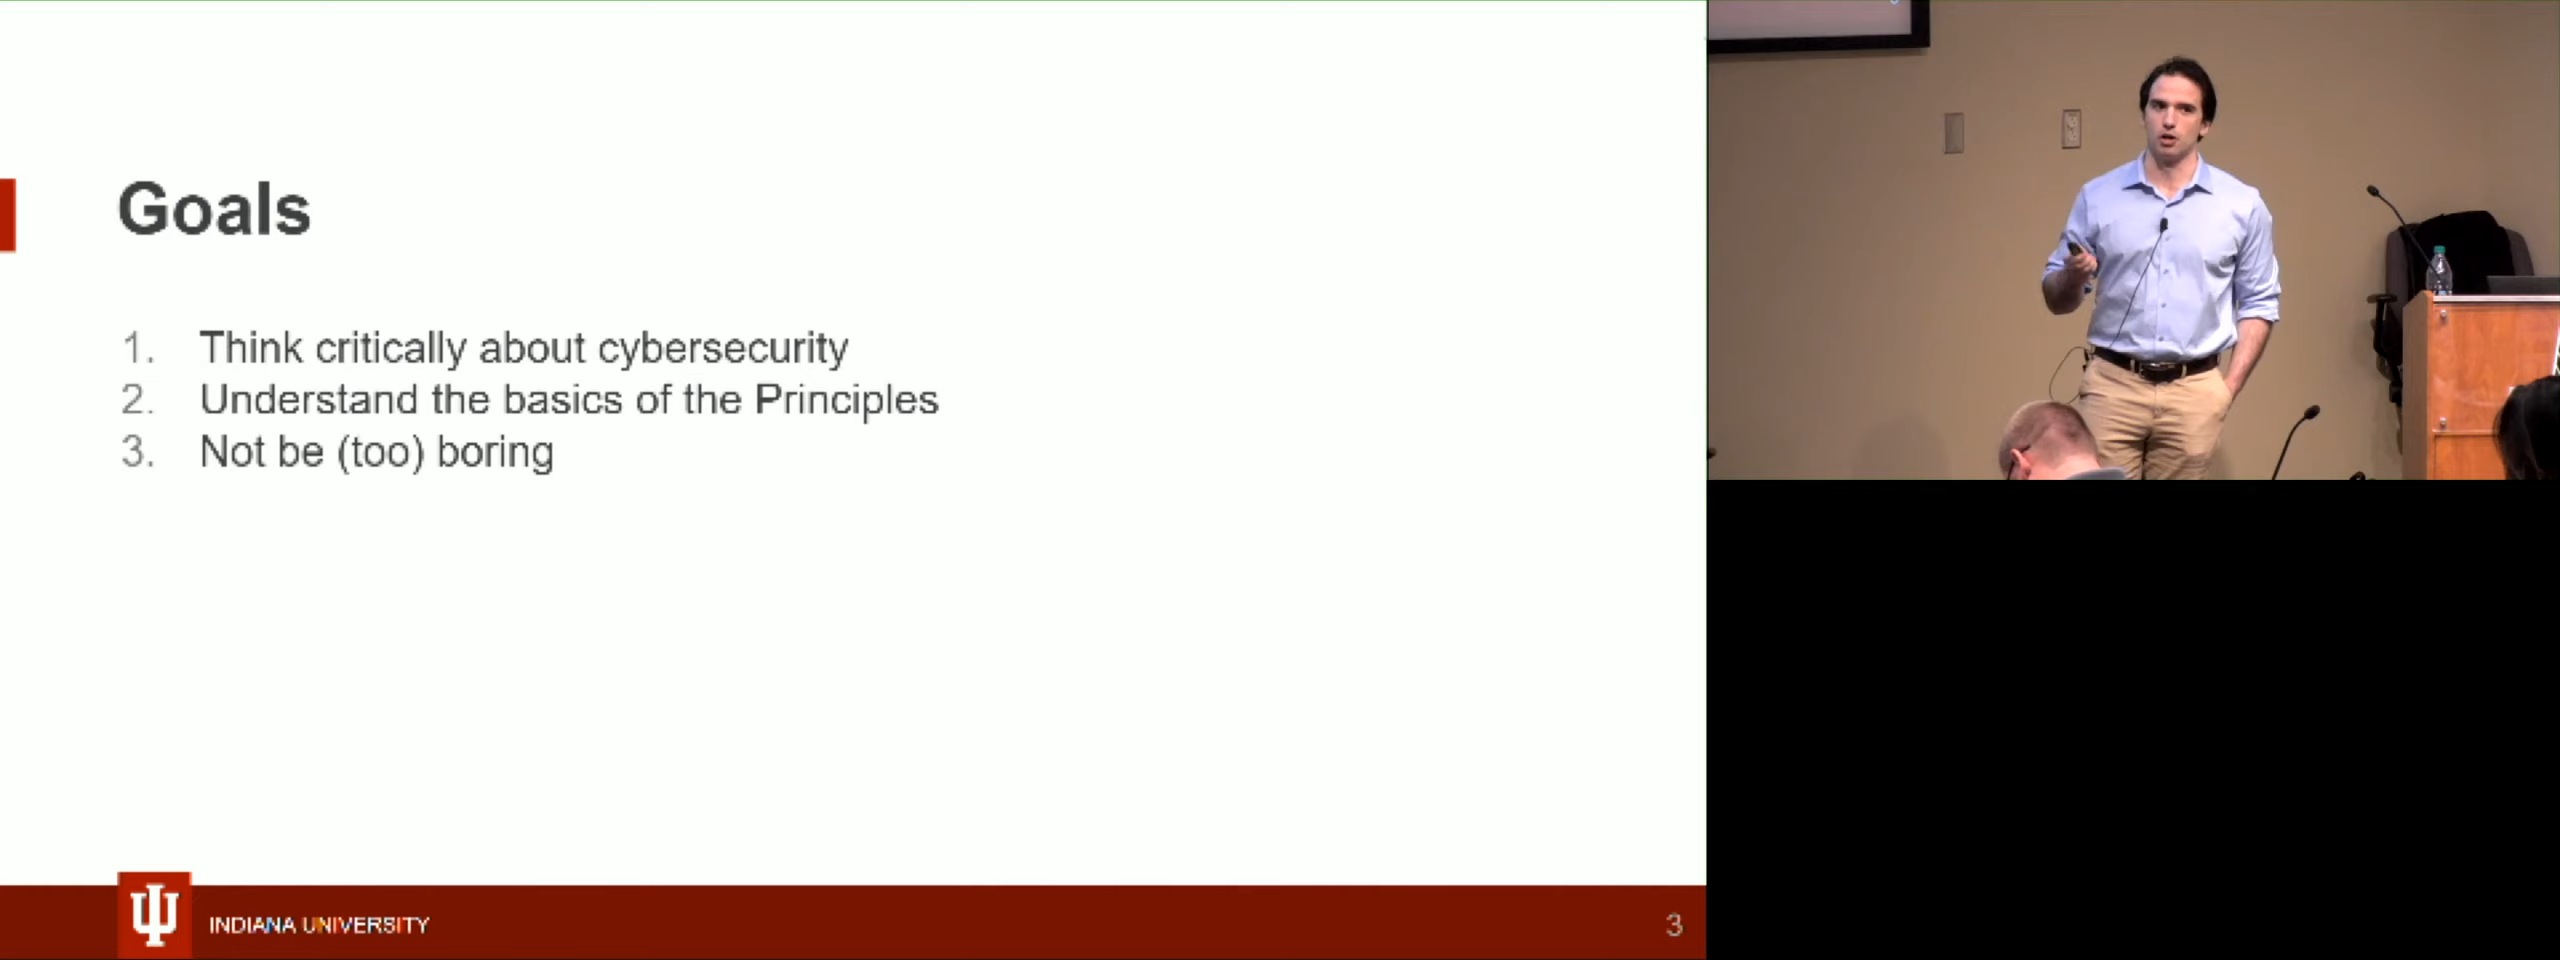 Goals
1. Think critically about cybersecurity
2. Understand the basics of the Principles
3. Not be (too) boring
INDIANA UNIVERSITY
3